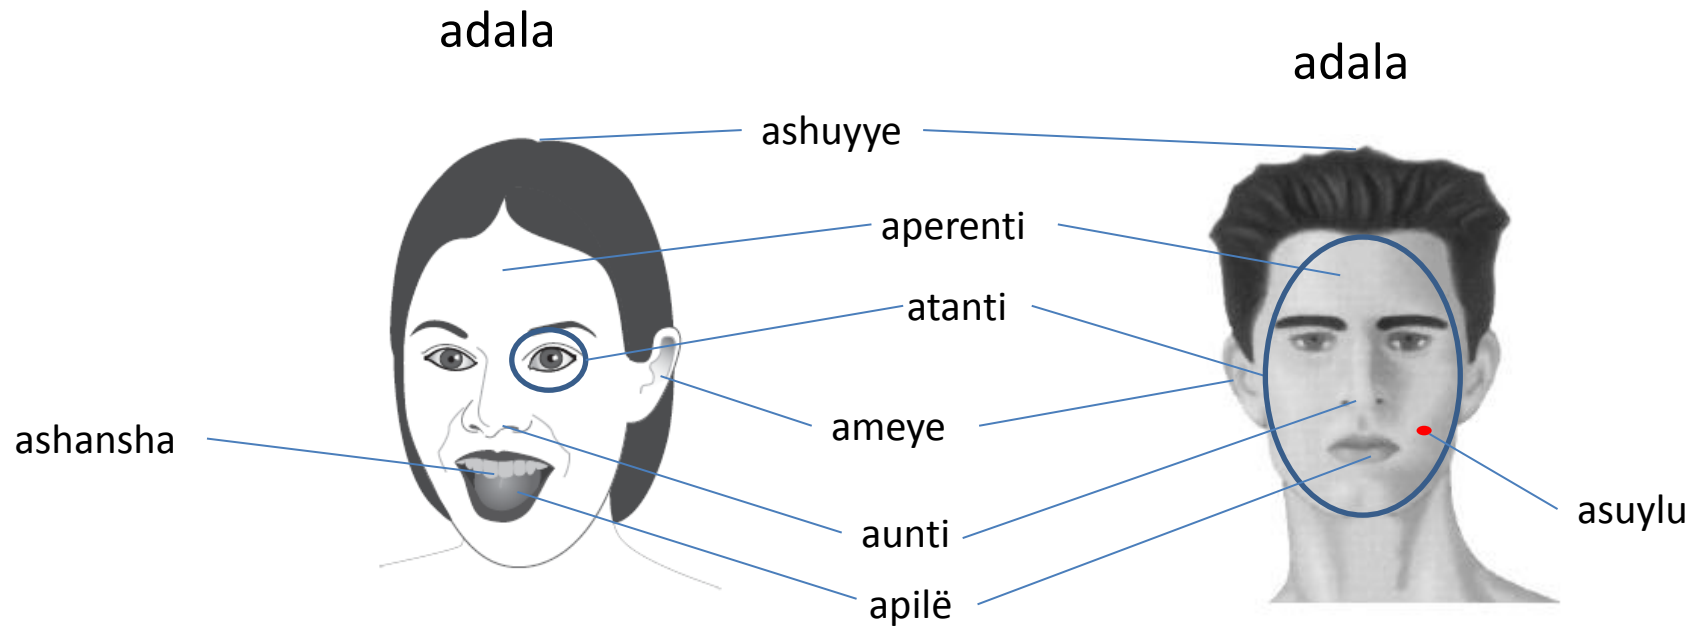 adala
adala
ashuyye
aperenti
atanti
ameye
ashansha
asuylu
aunti
apilë